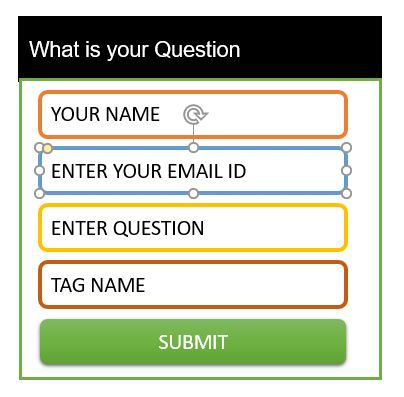 What is your Question
YOUR NAME
ENTER YOUR EMAIL ID
ENTER QUESTION
TAG NAME
SUBMIT